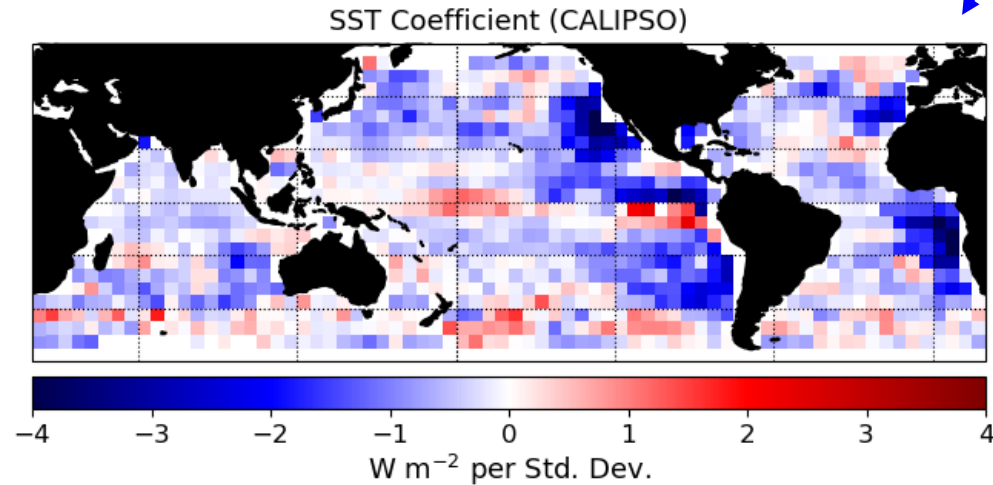 SST Coefficient (CALIPSO)
−4 −3 −2 −1 0 1 2 3 4
W m⁻² per Std. Dev.